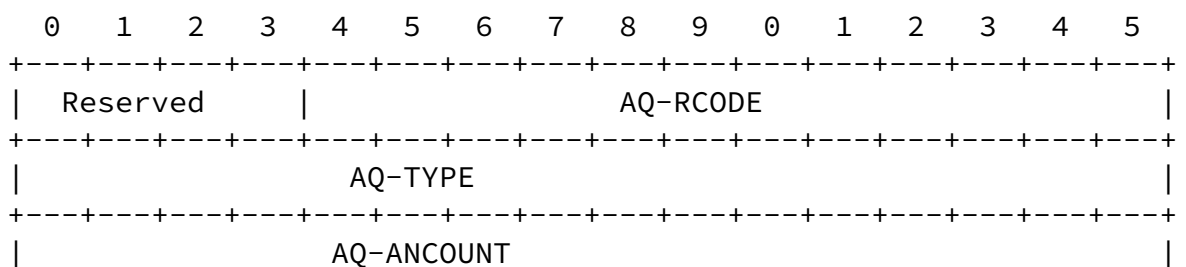 0   1   2   3   4   5   6   7   8   9   0   1   2   3   4   5
+---+---+---+---+---+---+---+---+---+---+---+---+---+---+---+---+
|  Reserved     |                 AQ-RCODE                      |
+---+---+---+---+---+---+---+---+---+---+---+---+---+---+---+---+
|                  AQ-TYPE                                      |
+---+---+---+---+---+---+---+---+---+---+---+---+---+---+---+---+
|                 AQ-ANCOUNT                                    |